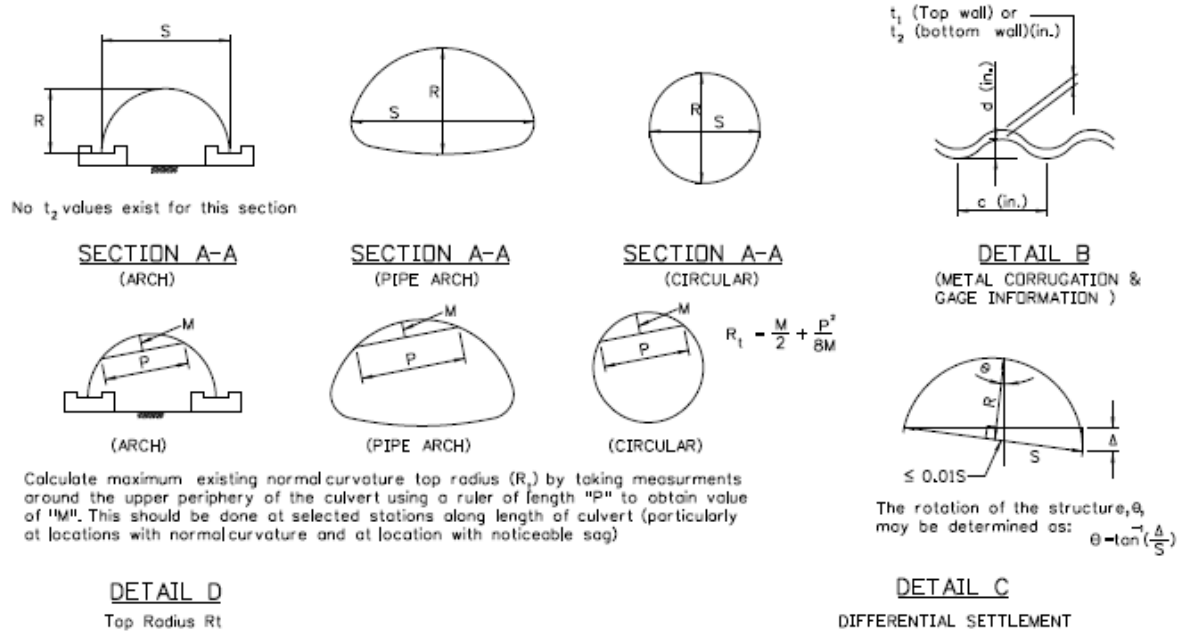 S
R
No t₂ values exist for this section
SECTION A-A
(ARCH)
R
S
SECTION A-A
(PIPE ARCH)
R
S
SECTION A-A
(CIRCULAR)
t₁ (Top wall) or
t₂ (bottom wall)(in.)
d (in.)
c (in.)
DETAIL B
(METAL CORRUGATION &
GAGE INFORMATION )
M
P
(ARCH)
M
P
(PIPE ARCH)
M
P
(CIRCULAR)
Rₜ = M/2 + P²/8M
Calculate maximum existing normal curvature top radius (Rₜ) by taking measurments
around the upper periphery of the culvert using a ruler of length "P" to obtain value
of "M". This should be done at selected stations along length of culvert (particularly
at locations with normal curvature and at location with noticeable sag)
DETAIL D
Top Radius Rt
θ
R
Δ
S
≤ 0.01S
The rotation of the structure, θ,
may be determined as: θ=tan⁻¹(Δ/S)
DETAIL C
DIFFERENTIAL SETTLEMENT